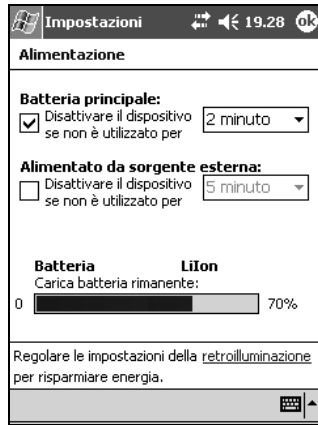 Impostazioni 19.28 ok
Alimentazione
Batteria principale:
Disattivare il dispositivo
se non è utilizzato per
2 minuto
Alimentato da sorgente esterna:
Disattivare il dispositivo
se non è utilizzato per
5 minuto
Batteria LiIon
Carica batteria rimanente:
0 70%
Regolare le impostazioni della retroilluminazione
per risparmiare energia.